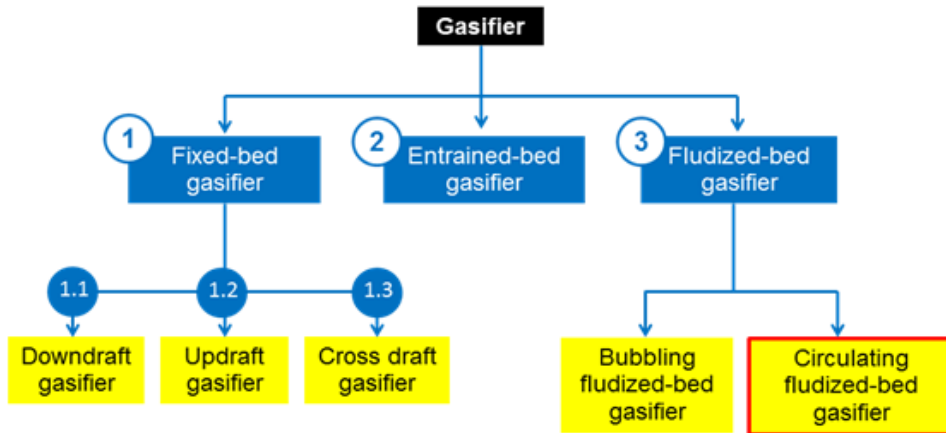 Gasifier
1
Fixed-bed
gasifier
2
Entrained-bed
gasifier
3
Fludized-bed
gasifier
1.1
1.2
1.3
Downdraft
gasifier
Updraft
gasifier
Cross draft
gasifier
Bubbling
fludized-bed
gasifier
Circulating
fludized-bed
gasifier